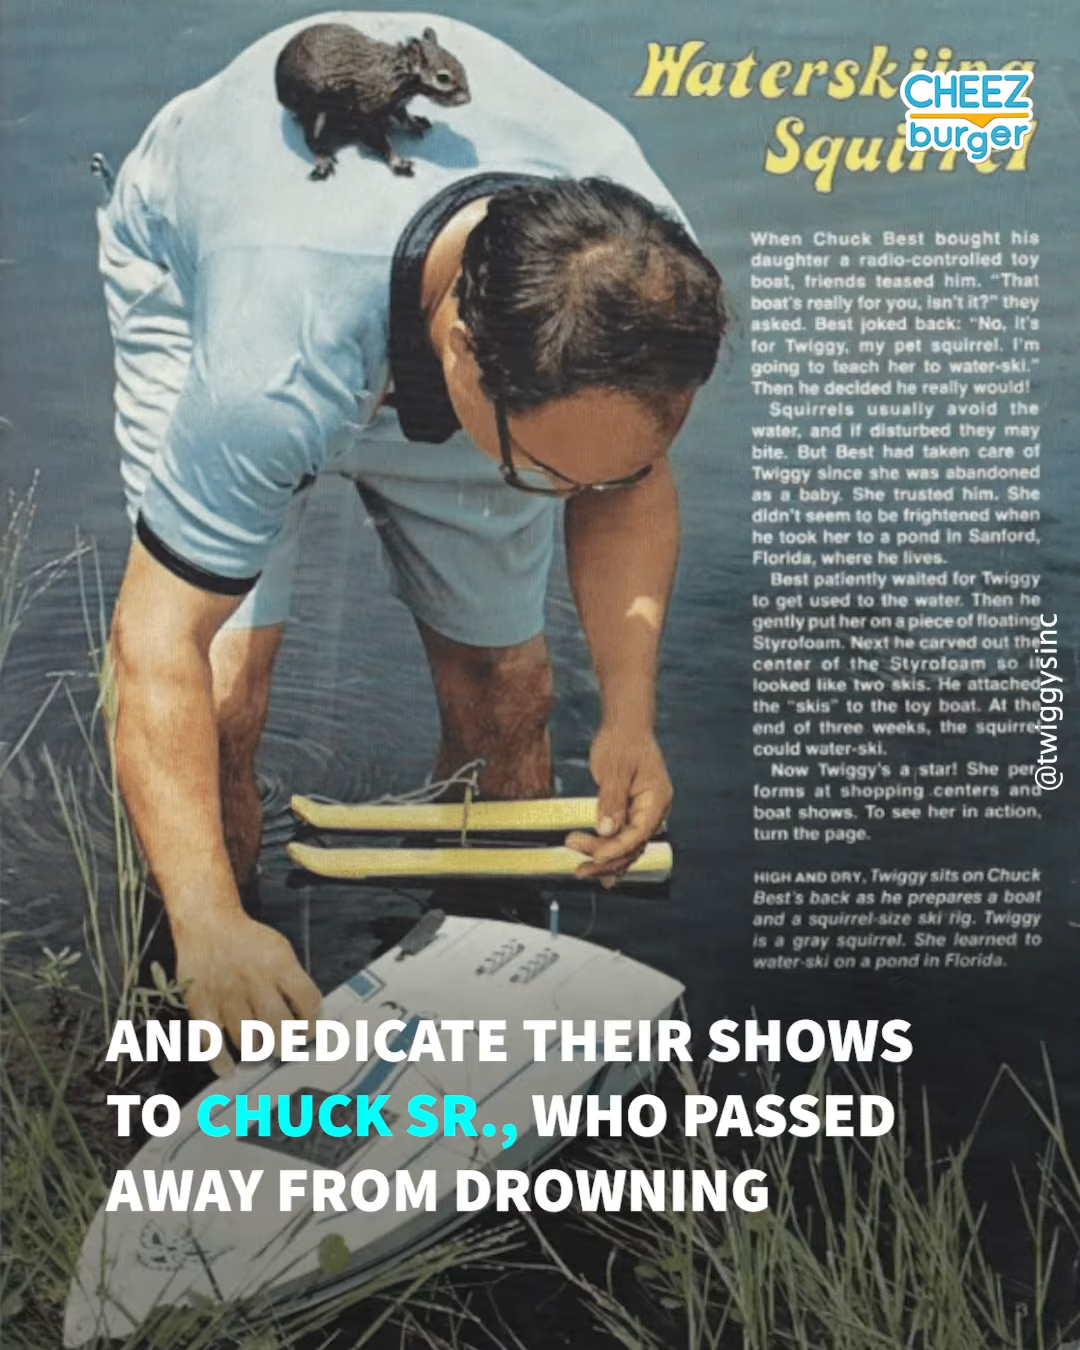 Waterskiing
Squirrel
CHEEZ
burger
When Chuck Best bought his
daughter a radio-controlled toy
boat, friends teased him. "That
boat's really for you, isn't it?" they
asked. Best joked back: "No, it's
for Twiggy, my pet squirrel. I'm
going to teach her to water-ski."
Then he decided he really would!
Squirrels usually avoid the
water, and if disturbed they may
bite. But Best had taken care of
Twiggy since she was abandoned
as a baby. She trusted him. She
didn't seem to be frightened when
he took her to a pond in Sanford,
Florida, where he lives.
Best patiently waited for Twiggy
to get used to the water. Then he
gently put her on a piece of floating
Styrofoam. Next he carved out the
center of the Styrofoam so it
looked like two skis. He attached
the "skis" to the toy boat. At the
end of three weeks, the squirrel
could water-ski.
Now Twiggy's a star! She per-
forms at shopping centers and
boat shows. To see her in action,
turn the page.
HIGH AND DRY, Twiggy sits on Chuck
Best's back as he prepares a boat
and a squirrel-size ski rig. Twiggy
is a gray squirrel. She learned to
water-ski on a pond in Florida.
@twiggysinc
AND DEDICATE THEIR SHOWS
TO CHUCK SR., WHO PASSED
AWAY FROM DROWNING
3